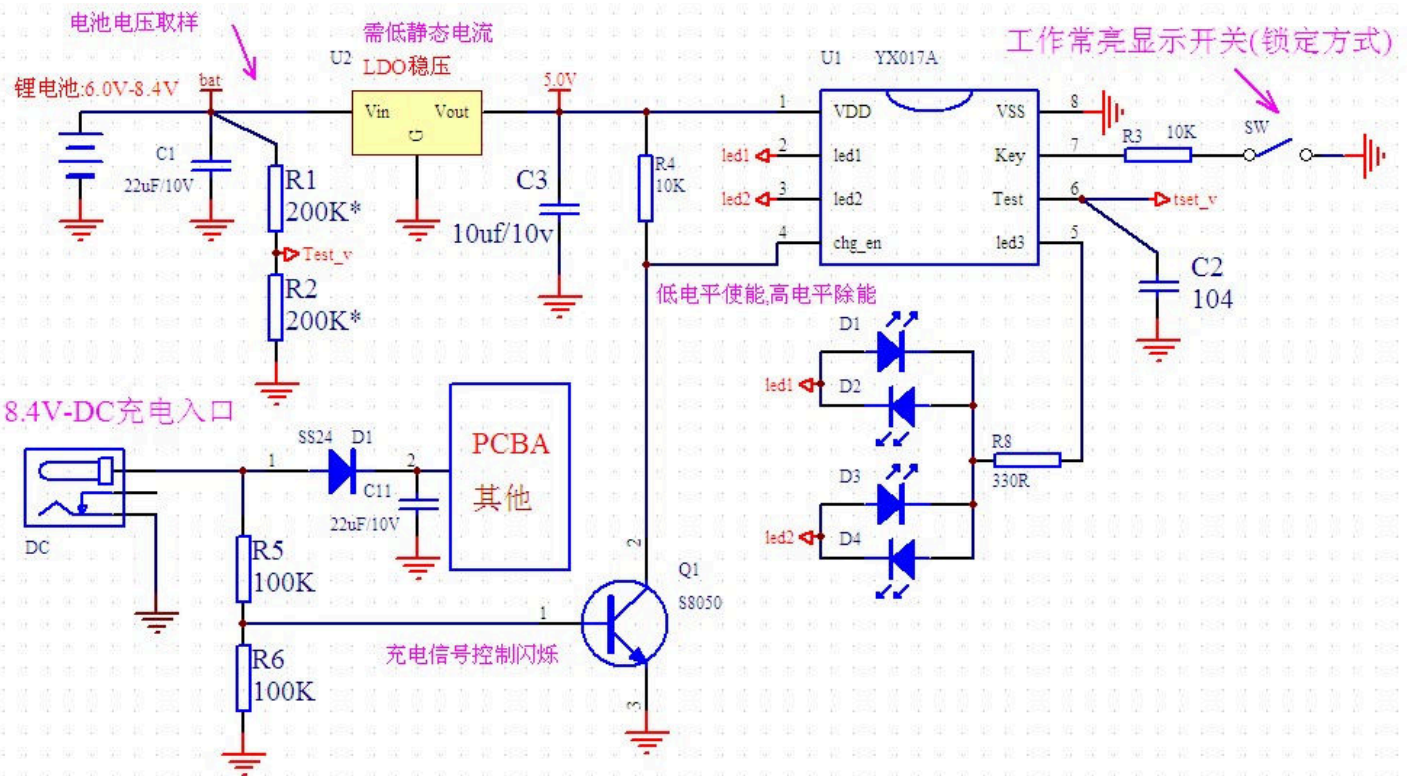 电池电压取样
需低静态电流
LDO稳压
U2
锂电池:6.0V-8.4V
bat
5.0V
Vin
Vout
G
C1
22uF/10V
R1
200K*
Test_v
R2
200K*
C3
10uf/10v
R4
10K
U1
YX017A
工作常亮显示开关(锁定方式)
1
VDD
VSS
8
led1
2
led1
Key
7
R3
10K
SW
led2
3
led2
Test
6
tset_v
4
chg_en
led3
5
C2
104
低电平使能,高电平除能
D1
led1
D2
D3
led2
D4
R8
330R
8.4V-DC充电入口
DC
1
SS24
D1
2
C11
22uF/10V
PCBA
其他
R5
100K
R6
100K
充电信号控制闪烁
1
2
3
Q1
S8050